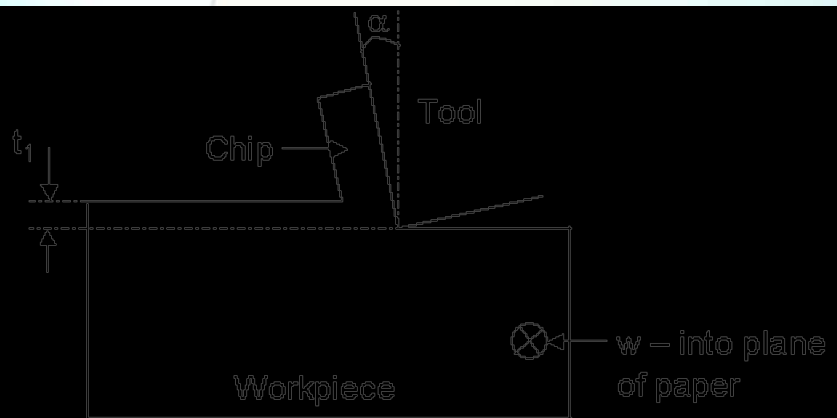 α
Tool
t₁
Chip
w – into plane
of paper
Workpiece